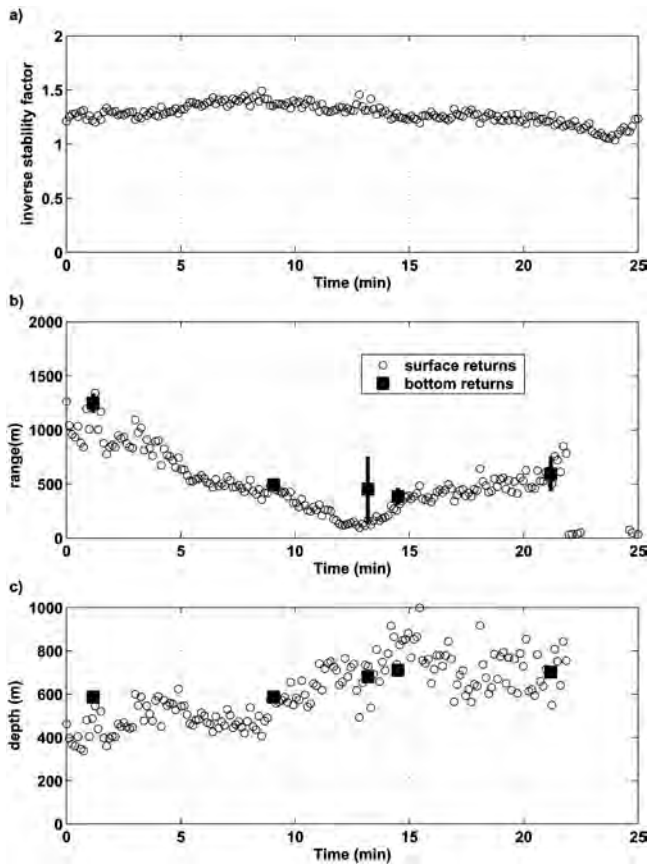 a)
2
1.5
1
0.5
0
inverse stability factor
0 5 10 15 20 25
Time (min)
b)
2000
1500
1000
500
0
range(m)
surface returns
bottom returns
0 5 10 15 20 25
Time (min)
c)
1000
800
600
400
200
0
depth (m)
0 5 10 15 20 25
Time (min)